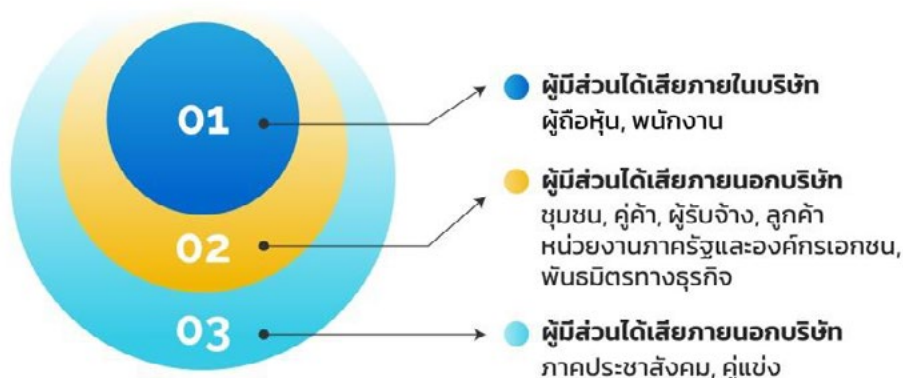 01
ผู้มีส่วนได้เสียภายในบริษัท
ผู้ถือหุ้น, พนักงาน
02
ผู้มีส่วนได้เสียภายนอกบริษัท
ชุมชน, คู่ค้า, ผู้รับจ้าง, ลูกค้า
หน่วยงานภาครัฐและองค์กรเอกชน,
พันธมิตรทางธุรกิจ
03
ผู้มีส่วนได้เสียภายนอกบริษัท
ภาคประชาสังคม, คู่แข่ง